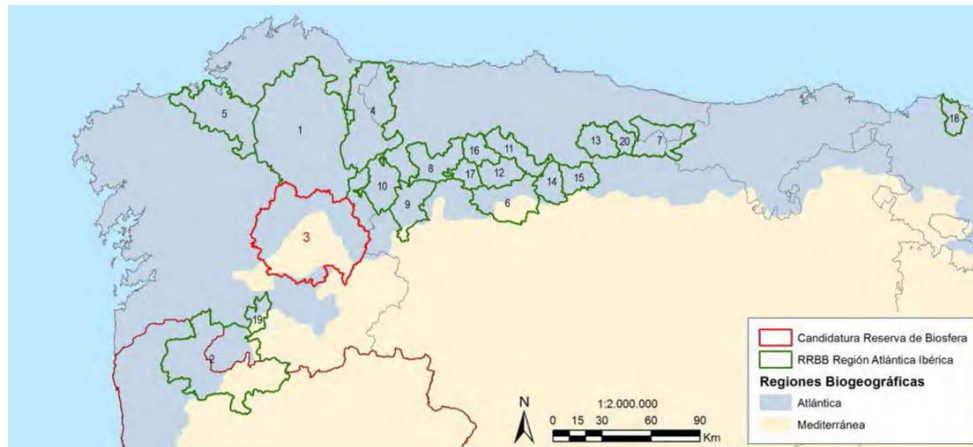 5
1
4
16
11
13
20
7
18
8
17
12
10
14
15
9
6
3
19
2
Candidatura Reserva de Biosfera
RRBB Región Atlántica Ibérica
Regiones Biogeográficas
Atlántica
Mediterránea
N
1:2.000.000
0 15 30 60 90
Km